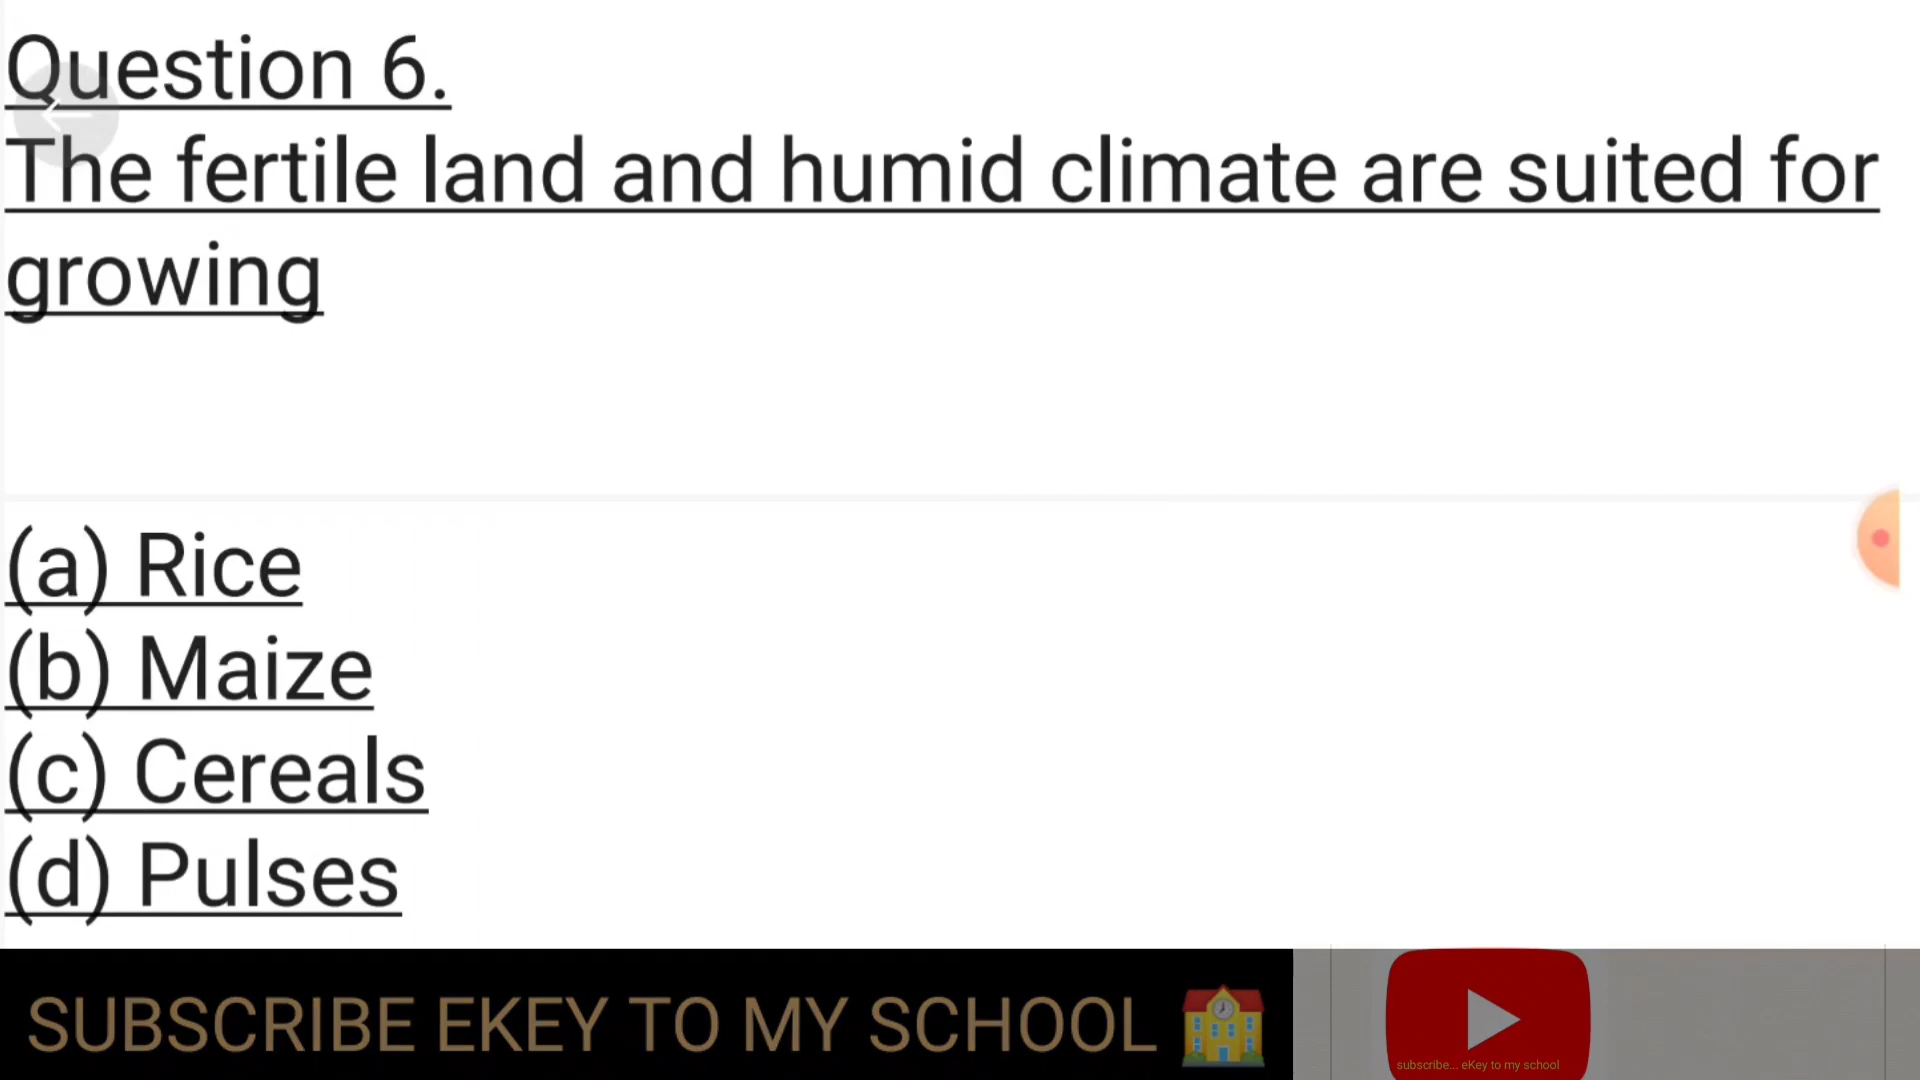 Question 6.
The fertile land and humid climate are suited for
growing
(a) Rice
(b) Maize
(c) Cereals
(d) Pulses
SUBSCRIBE EKEY TO MY SCHOOL
subscribe... eKey to my school